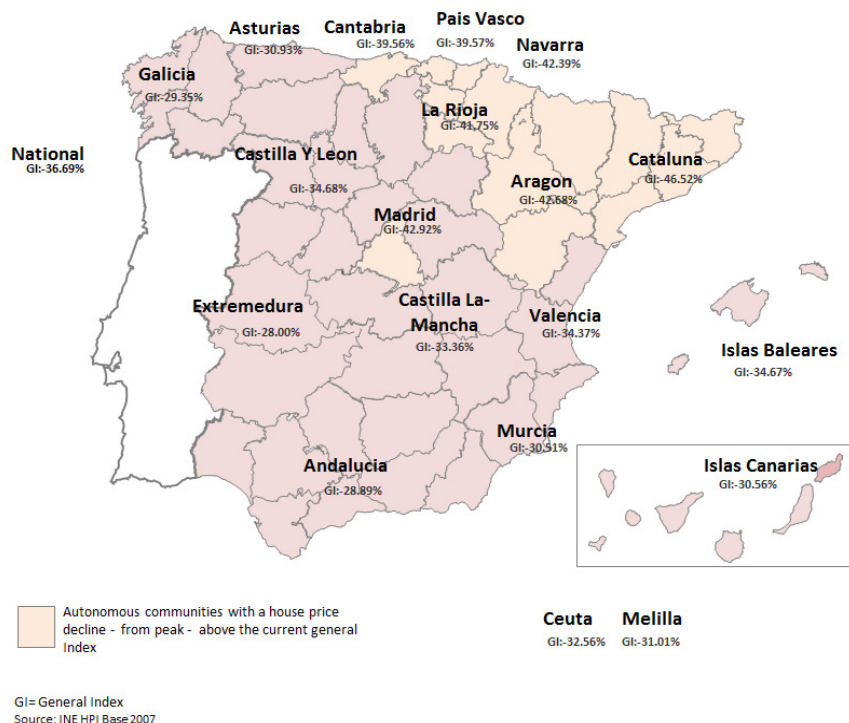 Asturias
GI:-30.93%
Cantabria
GI:-39.56%
Pais Vasco
GI:-39.57%
Navarra
GI:-42.39%
Galicia
GI:-29.35%
La Rioja
GI:-41.75%
National
GI:-36.69%
Castilla Y Leon
GI:-34.68%
Cataluna
GI:-46.52%
Aragon
GI:-42.68%
Madrid
GI:-42.92%
Extremedura
GI:-28.00%
Castilla La-
Mancha
GI:-33.36%
Valencia
GI:-34.37%
Islas Baleares
GI:-34.67%
Murcia
GI:-30.51%
Andalucia
GI:-28.89%
Islas Canarias
GI:-30.56%
Autonomous communities with a house price
decline - from peak - above the current general
Index
Ceuta
GI:-32.56%
Melilla
GI:-31.01%
GI= General Index
Source: INE HPI Base 2007